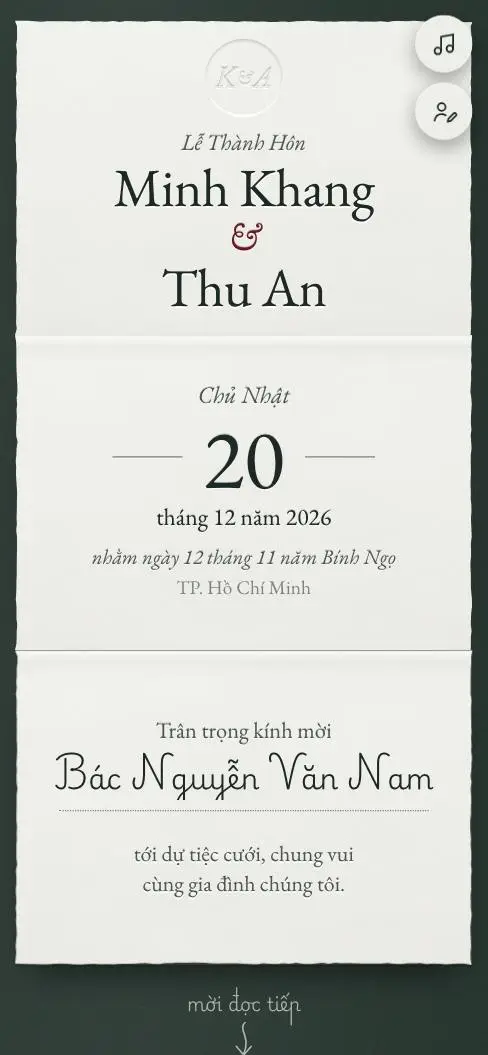 K&A
Lễ Thành Hôn
Minh Khang
&
Thu An
Chủ Nhật
20
tháng 12 năm 2026
nhằm ngày 12 tháng 11 năm Bính Ngọ
TP. Hồ Chí Minh
Trân trọng kính mời
Bác Nguyễn Văn Nam
tới dự tiệc cưới, chung vui
cùng gia đình chúng tôi.
mời đọc tiếp